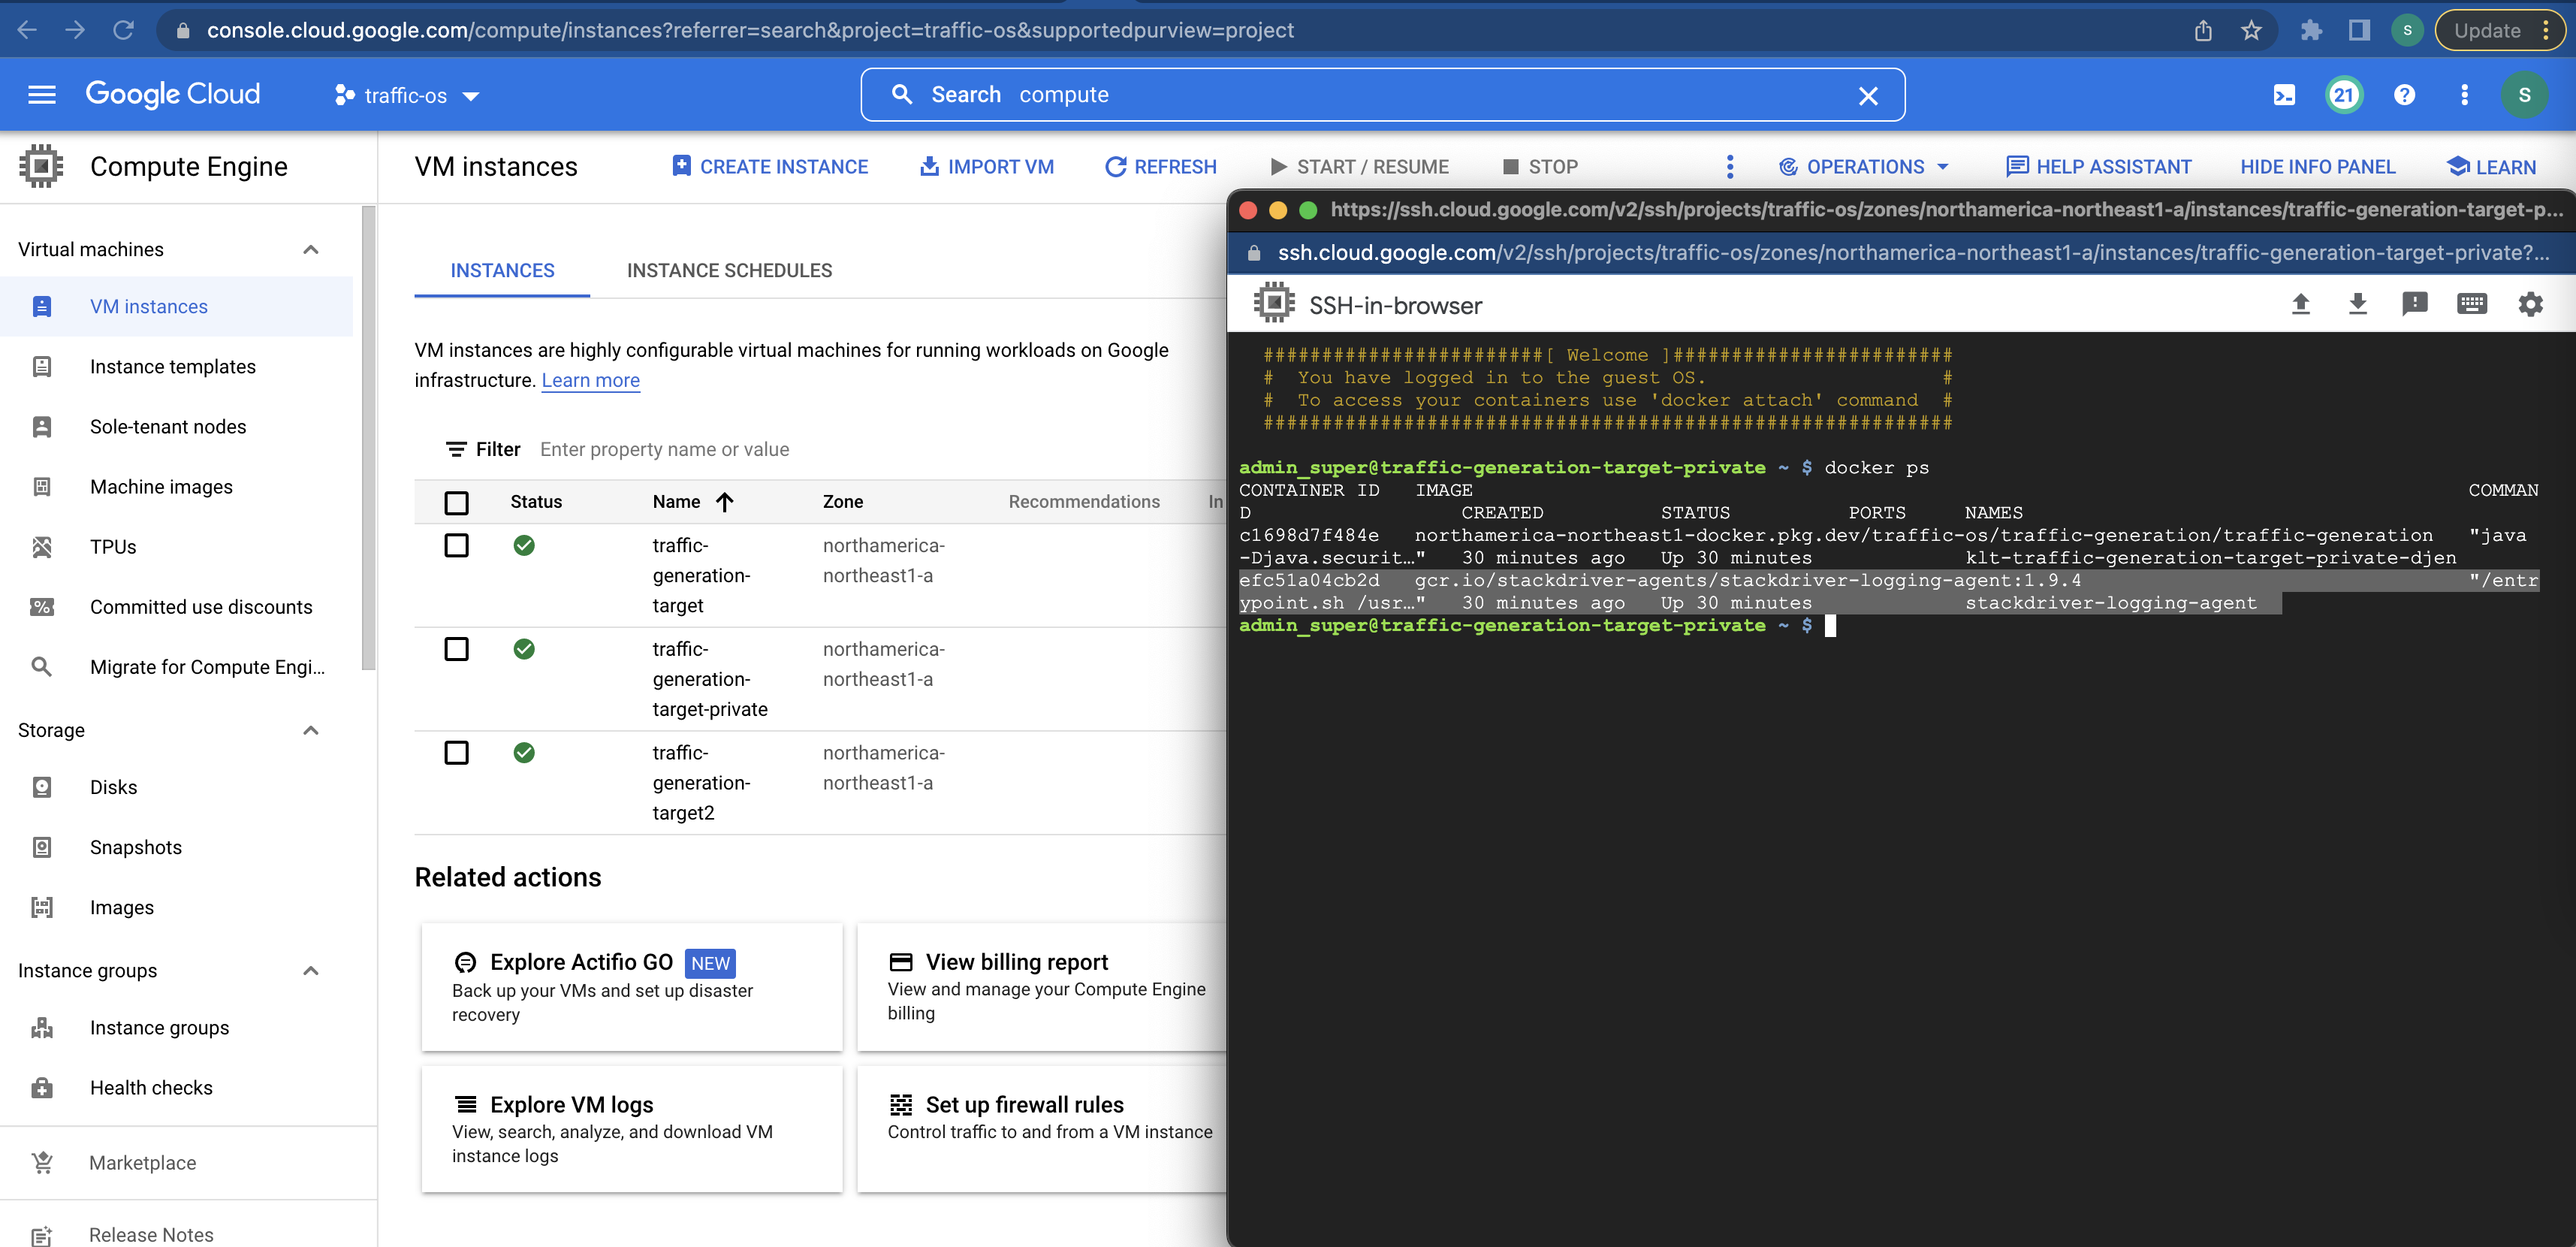 console.cloud.google.com/compute/instances?referrer=search&project=traffic-os&supportedpurview=project
S
Update
Google Cloud
traffic-os
Search compute
21
S
Compute Engine
VM instances
CREATE INSTANCE
IMPORT VM
REFRESH
START / RESUME
STOP
OPERATIONS
HELP ASSISTANT
HIDE INFO PANEL
LEARN
Virtual machines
VM instances
Instance templates
Sole-tenant nodes
Machine images
TPUs
Committed use discounts
Migrate for Compute Engi...
Storage
Disks
Snapshots
Images
Instance groups
Instance groups
Health checks
Marketplace
Release Notes
INSTANCES
INSTANCE SCHEDULES
VM instances are highly configurable virtual machines for running workloads on Google
infrastructure. Learn more
Filter Enter property name or value
Status Name Zone Recommendations In
traffic-
generation-
target
northamerica-
northeast1-a
traffic-
generation-
target-private
northamerica-
northeast1-a
traffic-
generation-
target2
northamerica-
northeast1-a
Related actions
Explore Actifio GO NEW
Back up your VMs and set up disaster
recovery
View billing report
View and manage your Compute Engine
billing
Explore VM logs
View, search, analyze, and download VM
instance logs
Set up firewall rules
Control traffic to and from a VM instance
https://ssh.cloud.google.com/v2/ssh/projects/traffic-os/zones/northamerica-northeast1-a/instances/traffic-generation-target-p...
ssh.cloud.google.com/v2/ssh/projects/traffic-os/zones/northamerica-northeast1-a/instances/traffic-generation-target-private?...
SSH-in-browser
########################[ Welcome ]########################
# You have logged in to the guest OS. #
# To access your containers use 'docker attach' command #
###########################################################
admin_super@traffic-generation-target-private ~ $ docker ps
CONTAINER ID IMAGE COMMAN
D CREATED STATUS PORTS NAMES
c1698d7f484e northamerica-northeast1-docker.pkg.dev/traffic-os/traffic-generation/traffic-generation "java
-Djava.securit…" 30 minutes ago Up 30 minutes klt-traffic-generation-target-private-djen
efc51a04cb2d gcr.io/stackdriver-agents/stackdriver-logging-agent:1.9.4 "/entr
ypoint.sh /usr…" 30 minutes ago Up 30 minutes stackdriver-logging-agent
admin_super@traffic-generation-target-private ~ $